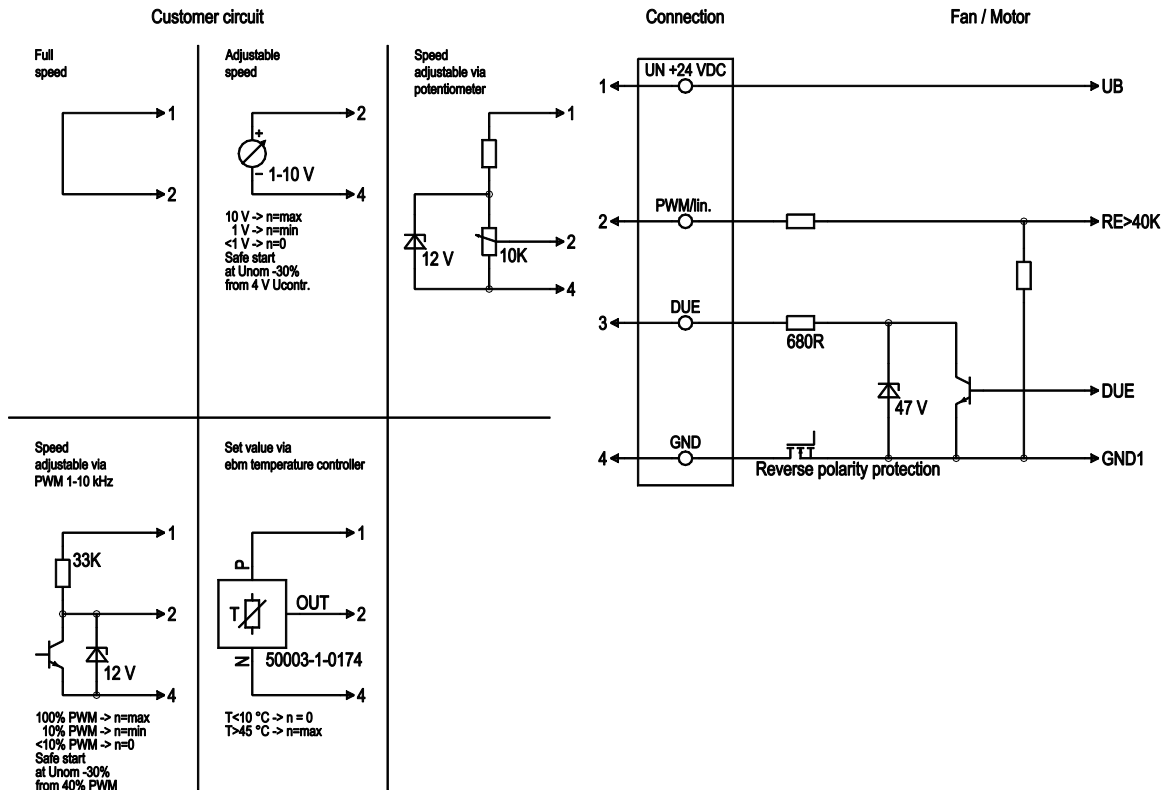 Customer circuit
Connection
Fan / Motor
Full
speed
1
2
Adjustable
speed
2
+
1-10 V
–
4
10 V -> n=max
1 V -> n=min
<1 V -> n=0
Safe start
at Unom -30%
from 4 V Ucontr.
Speed
adjustable via
potentiometer
1
2
12 V
10K
4
1
UN +24 VDC
UB
2
PWM/lin.
RE>40K
3
DUE
680R
47 V
DUE
4
GND
Reverse polarity protection
GND1
Speed
adjustable via
PWM 1-10 kHz
1
33K
2
12 V
4
100% PWM -> n=max
10% PWM -> n=min
<10% PWM -> n=0
Safe start
at Unom -30%
from 40% PWM
Set value via
ebm temperature controller
1
P
T
OUT
2
N
50003-1-0174
4
T<10 °C -> n = 0
T>45 °C -> n=max